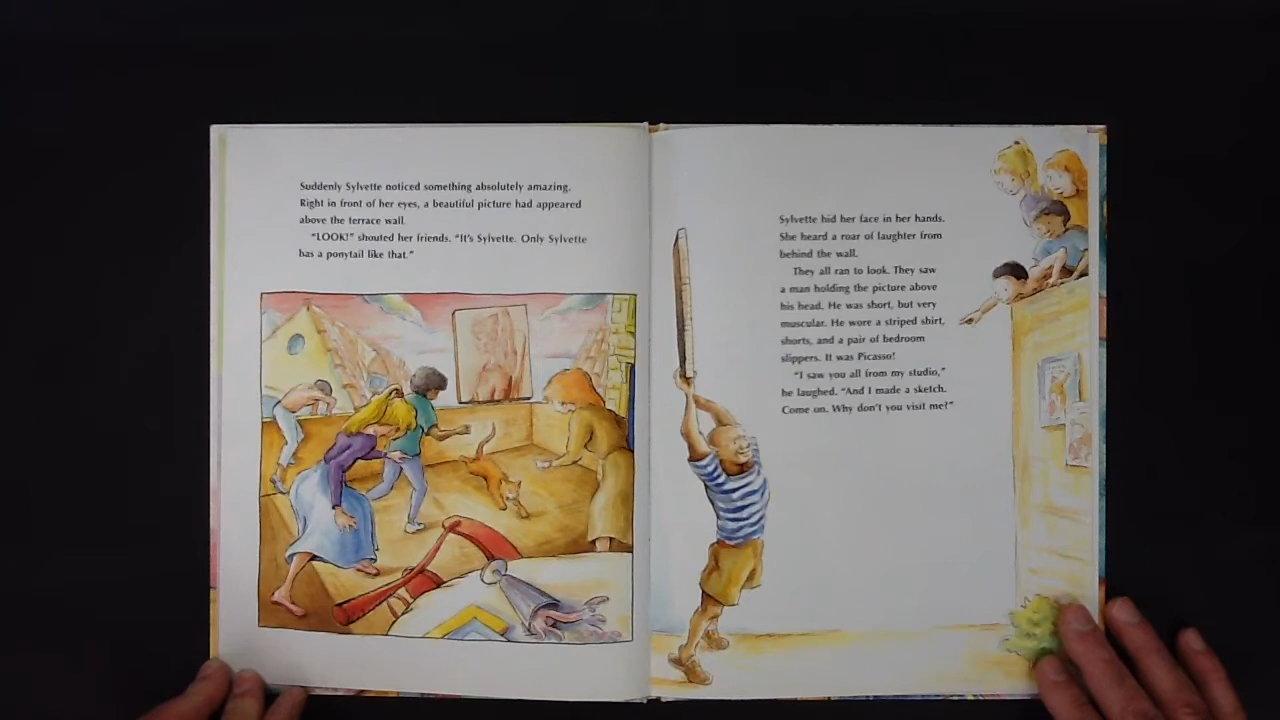 Suddenly Sylvette noticed something absolutely amazing.
Right in front of her eyes, a beautiful picture had appeared
above the terrace wall.
“LOOK!” shouted her friends. “It's Sylvette. Only Sylvette
has a ponytail like that.”
Sylvette hid her face in her hands.
She heard a roar of laughter from
behind the wall.
They all ran to look. They saw
a man holding the picture above
his head. He was short, but very
muscular. He wore a striped shirt,
shorts, and a pair of bedroom
slippers. It was Picasso!
“I saw you all from my studio,”
he laughed. “And I made a sketch.
Come on. Why don't you visit me?”